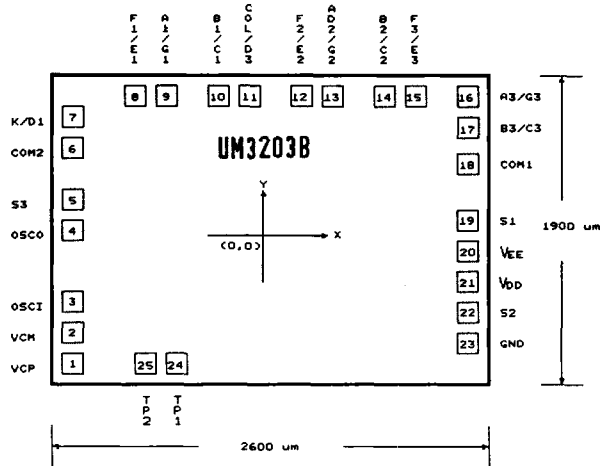 F1/E1
A1/G1
B1/C1
COL/D3
F2/E2
AD2/G2
B2/C2
F3/E3
8 9 10 11 12 13 14 15 16 A3/G3
K/D1 7
17 B3/C3
COM2 6
UM3203B
18 COM1
S3 5
Y
19 S1
OSCO 4
X
(0,0)
1900 um
20 VEE
21 VDD
OSCI 3
22 S2
VCM 2
23 GND
VCP 1
25 24
TP2
TP1
2600 um